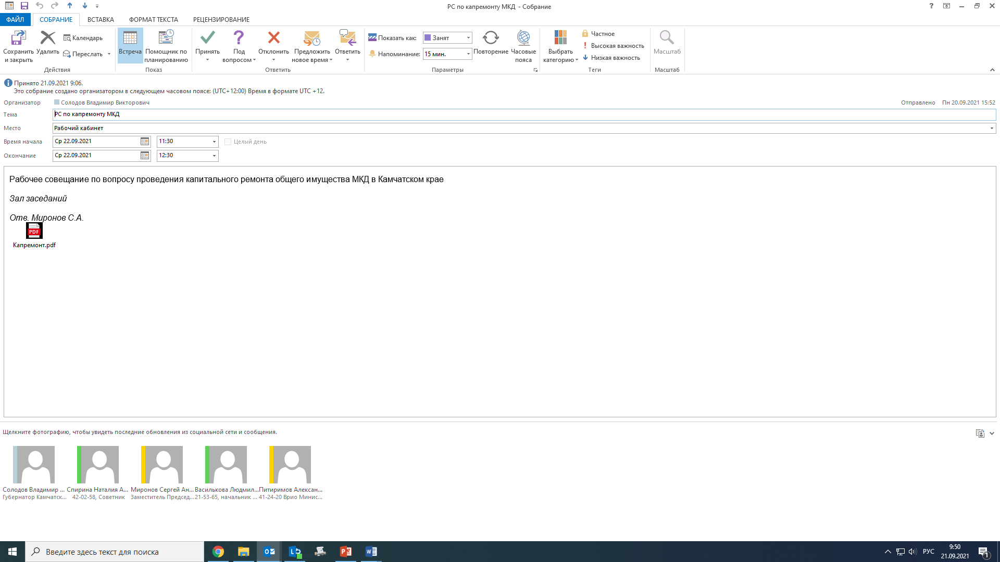 РС по капремонту МКД - Собрание
ФАЙЛ СОБРАНИЕ ВСТАВКА ФОРМАТ ТЕКСТА РЕЦЕНЗИРОВАНИЕ
Сохранить и закрыть
Удалить
Календарь
Переслать
Действия
Встреча
Помощник по планированию
Показ
Принять
Под вопросом
Отклонить
Предложить новое время
Ответить
Ответить
Показать как: Занят
Напоминание: 15 мин.
Повторение
Часовые пояса
Параметры
Выбрать категорию
Частное
Высокая важность
Низкая важность
Теги
Масштаб
Масштаб
Принято 21.09.2021 9:06.
Это собрание создано организатором в следующем часовом поясе: (UTC+12:00) Время в формате UTC +12.
Организатор Солодов Владимир Викторович Отправлено Пн 20.09.2021 15:52
Тема РС по капремонту МКД
Место Рабочий кабинет
Время начала Ср 22.09.2021 11:30 Целый день
Окончание Ср 22.09.2021 12:30
Рабочее совещание по вопросу проведения капитального ремонта общего имущества МКД в Камчатском крае
Зал заседаний
Отв. Миронов С.А.
PDF
Капремонт.pdf
Щелкните фотографию, чтобы увидеть последние обновления из социальной сети и сообщения.
Солодов Владимир ... Спирина Наталия А... Миронов Сергей Ан... Василькова Людмил... Питиримов Алексан...
Губернатор Камчатск... 42-02-58, Советник Заместитель Председ... 21-53-65, начальник ... 41-24-20 Врио Минис...
Введите здесь текст для поиска
РУС
9:50
21.09.2021
1